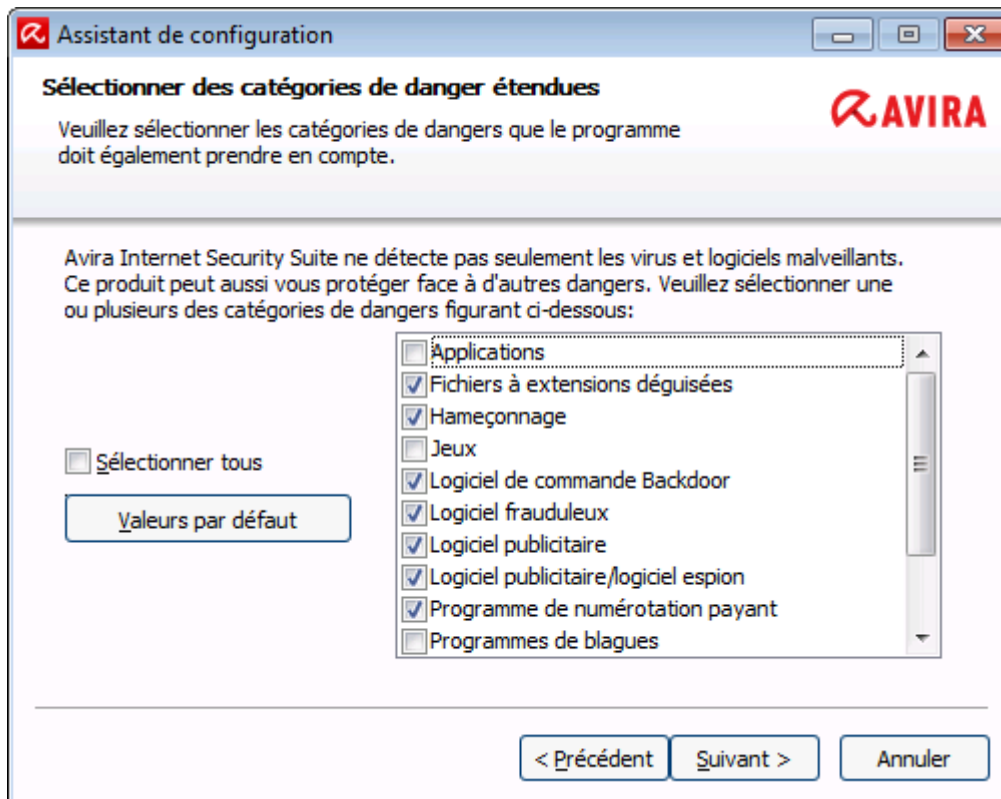 Assistant de configuration
Sélectionner des catégories de danger étendues
AVIRA
Veuillez sélectionner les catégories de dangers que le programme
doit également prendre en compte.
Avira Internet Security Suite ne détecte pas seulement les virus et logiciels malveillants.
Ce produit peut aussi vous protéger face à d'autres dangers. Veuillez sélectionner une
ou plusieurs des catégories de dangers figurant ci-dessous:
Applications
Fichiers à extensions déguisées
Hameçonnage
Jeux
Sélectionner tous
Logiciel de commande Backdoor
Logiciel frauduleux
Valeurs par défaut
Logiciel publicitaire
Logiciel publicitaire/logiciel espion
Programme de numérotation payant
Programmes de blagues
< Précédent
Suivant >
Annuler